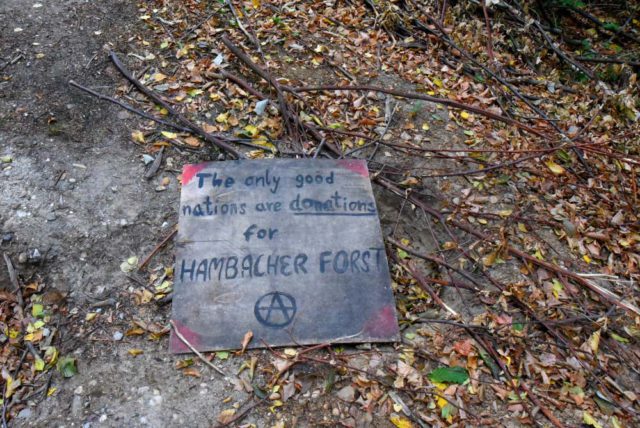 The only good
nations are donations
for
HAMBACHER FORST